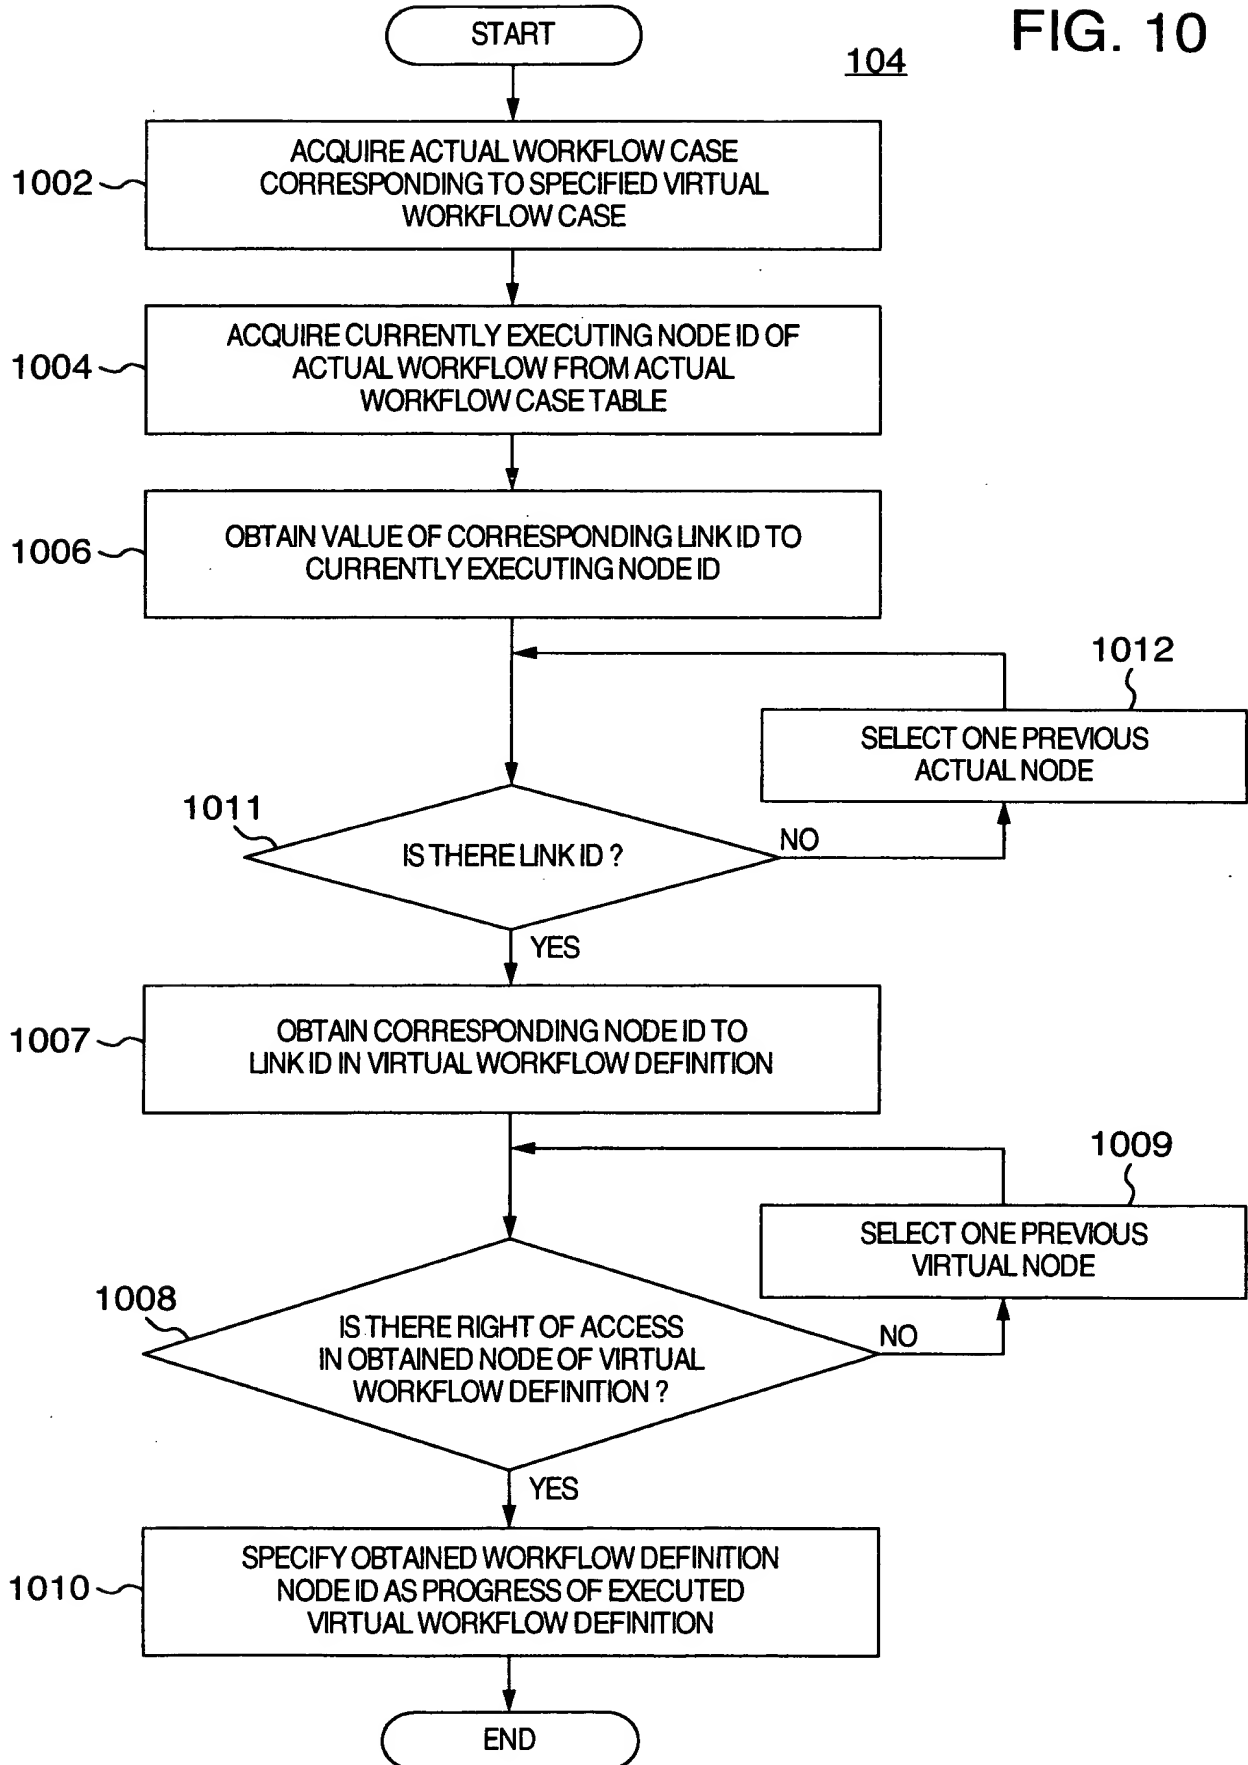 START
FIG. 10
104
1002
ACQUIRE ACTUAL WORKFLOW CASE
CORRESPONDING TO SPECIFIED VIRTUAL
WORKFLOW CASE
1004
ACQUIRE CURRENTLY EXECUTING NODE ID OF
ACTUAL WORKFLOW FROM ACTUAL
WORKFLOW CASE TABLE
1006
OBTAIN VALUE OF CORRESPONDING LINK ID TO
CURRENTLY EXECUTING NODE ID
1012
SELECT ONE PREVIOUS
ACTUAL NODE
1011
IS THERE LINK ID ?
NO
YES
1007
OBTAIN CORRESPONDING NODE ID TO
LINK ID IN VIRTUAL WORKFLOW DEFINITION
1009
SELECT ONE PREVIOUS
VIRTUAL NODE
1008
IS THERE RIGHT OF ACCESS
IN OBTAINED NODE OF VIRTUAL
WORKFLOW DEFINITION ?
NO
YES
1010
SPECIFY OBTAINED WORKFLOW DEFINITION
NODE ID AS PROGRESS OF EXECUTED
VIRTUAL WORKFLOW DEFINITION
END